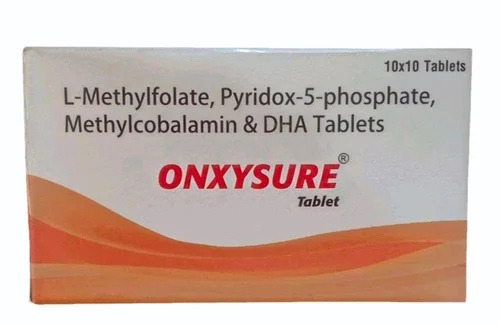 10x10 Tablets
L-Methylfolate, Pyridox-5-phosphate,
Methylcobalamin & DHA Tablets
ONXYSURE®
Tablet